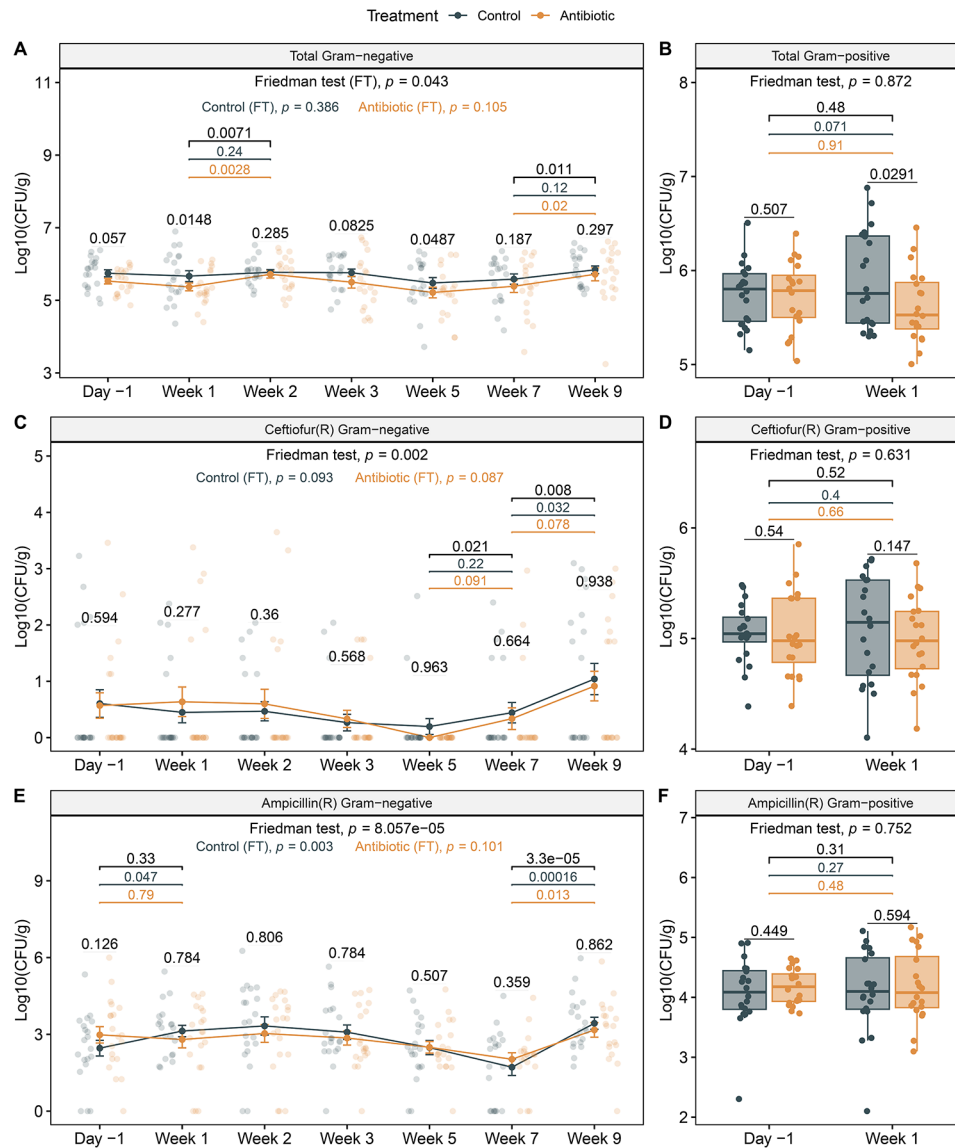 Treatment Control Antibiotic
A
Total Gram−negative
Friedman test (FT), p = 0.043
Control (FT), p = 0.386 Antibiotic (FT), p = 0.105
0.0071
0.24
0.0028
0.011
0.12
0.02
0.057 0.0148 0.285 0.0825 0.0487 0.187 0.297
Log10(CFU/g)
11
9
7
5
3
Day −1 Week 1 Week 2 Week 3 Week 5 Week 7 Week 9
B
Total Gram−positive
Friedman test, p = 0.872
0.48
0.071
0.91
0.507 0.0291
Log10(CFU/g)
8
7
6
5
Day −1 Week 1
C
Ceftiofur(R) Gram−negative
Friedman test, p = 0.002
Control (FT), p = 0.093 Antibiotic (FT), p = 0.087
0.008
0.032
0.078
0.021
0.22
0.091
0.594 0.277 0.36 0.568 0.963 0.664 0.938
Log10(CFU/g)
5
4
3
2
1
0
Day −1 Week 1 Week 2 Week 3 Week 5 Week 7 Week 9
D
Ceftiofur(R) Gram−positive
Friedman test, p = 0.631
0.52
0.4
0.66
0.54 0.147
Log10(CFU/g)
6
5
4
Day −1 Week 1
E
Ampicillin(R) Gram−negative
Friedman test, p = 8.057e−05
Control (FT), p = 0.003 Antibiotic (FT), p = 0.101
0.33
0.047
0.79
3.3e−05
0.00016
0.013
0.126 0.784 0.806 0.784 0.507 0.359 0.862
Log10(CFU/g)
9
6
3
0
Day −1 Week 1 Week 2 Week 3 Week 5 Week 7 Week 9
F
Ampicillin(R) Gram−positive
Friedman test, p = 0.752
0.31
0.27
0.48
0.449 0.594
Log10(CFU/g)
7
6
5
4
3
2
Day −1 Week 1